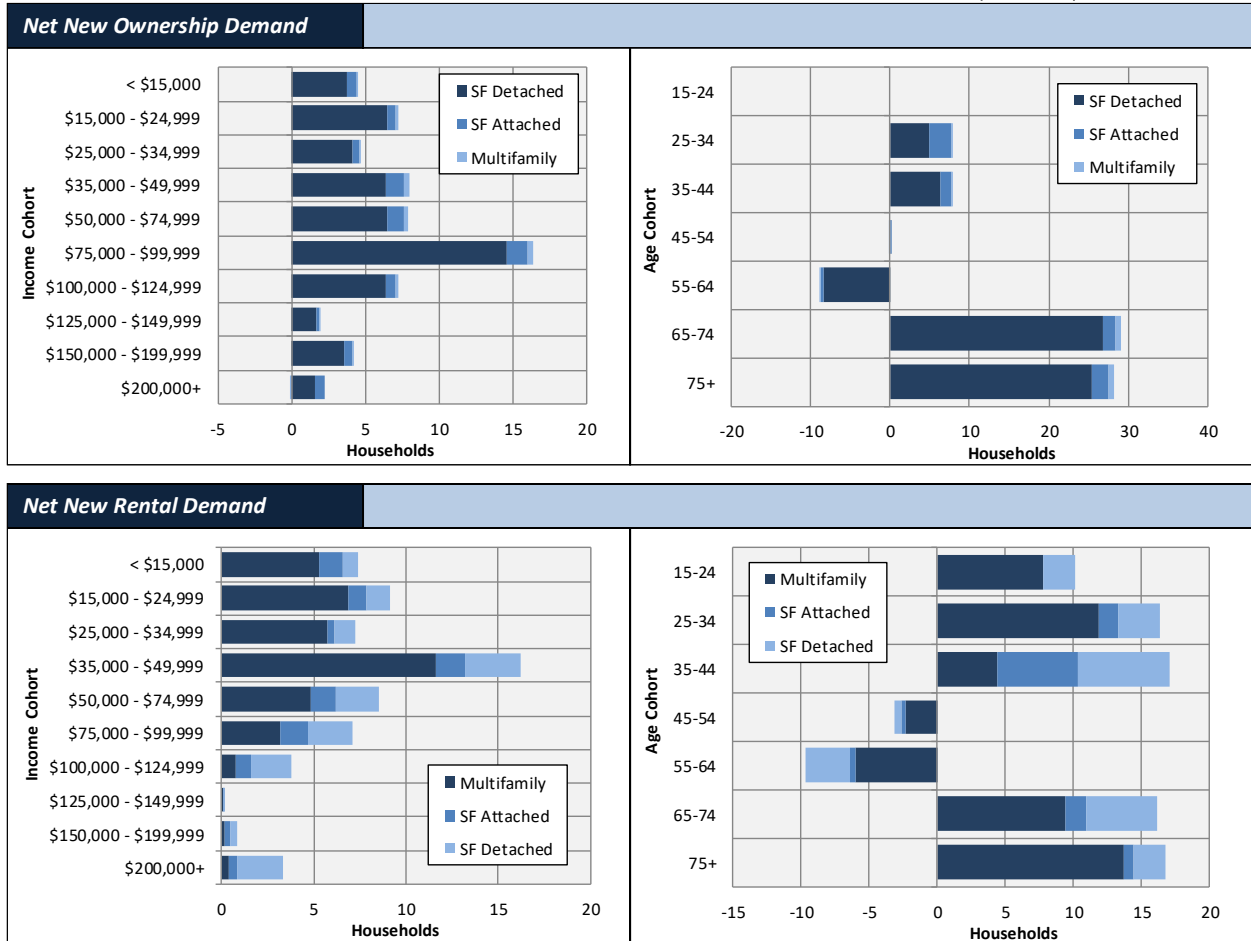 Net New Ownership Demand
Income Cohort
< $15,000
$15,000 - $24,999
$25,000 - $34,999
$35,000 - $49,999
$50,000 - $74,999
$75,000 - $99,999
$100,000 - $124,999
$125,000 - $149,999
$150,000 - $199,999
$200,000+
SF Detached
SF Attached
Multifamily
-5 0 5 10 15 20
Households
Age Cohort
15-24
25-34
35-44
45-54
55-64
65-74
75+
SF Detached
SF Attached
Multifamily
-20 -10 0 10 20 30 40
Households
Net New Rental Demand
Income Cohort
< $15,000
$15,000 - $24,999
$25,000 - $34,999
$35,000 - $49,999
$50,000 - $74,999
$75,000 - $99,999
$100,000 - $124,999
$125,000 - $149,999
$150,000 - $199,999
$200,000+
Multifamily
SF Attached
SF Detached
0 5 10 15 20
Households
Age Cohort
15-24
25-34
35-44
45-54
55-64
65-74
75+
Multifamily
SF Attached
SF Detached
-15 -10 -5 0 5 10 15 20
Households